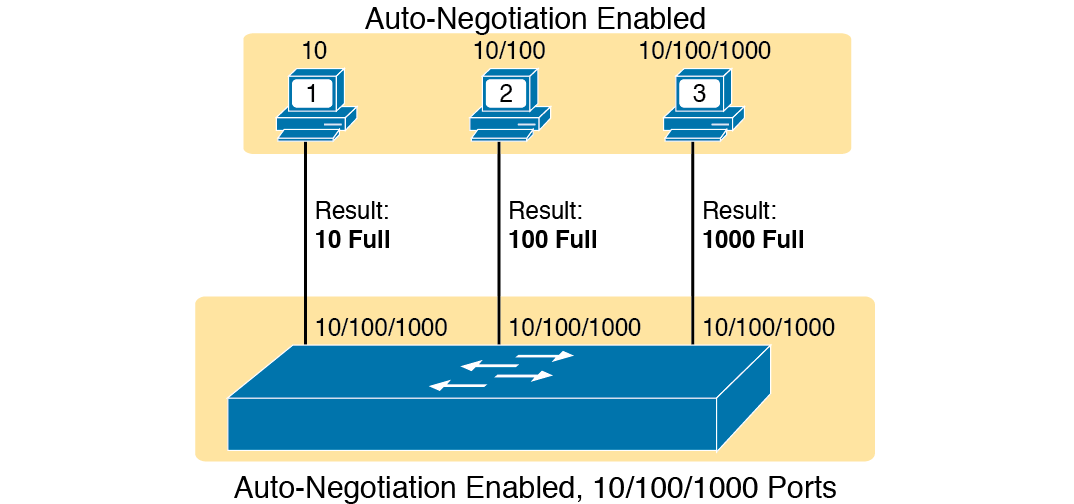 Auto-Negotiation Enabled
10
10/100
10/100/1000
1
2
3
Result:
10 Full
Result:
100 Full
Result:
1000 Full
10/100/1000
10/100/1000
10/100/1000
Auto-Negotiation Enabled, 10/100/1000 Ports